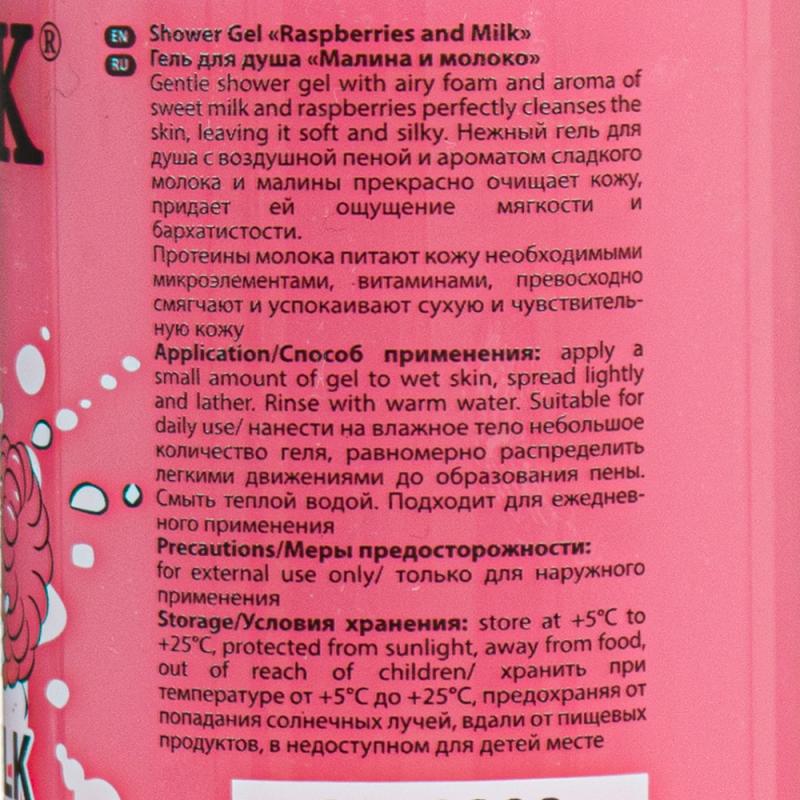 K®
EN Shower Gel «Raspberries and Milk»
RU Гель для душа «Малина и молоко»
Gentle shower gel with airy foam and aroma of
sweet milk and raspberries perfectly cleanses the
skin, leaving it soft and silky. Нежный гель для
душа с воздушной пеной и ароматом сладкого
молока и малины прекрасно очищает кожу,
придает ей ощущение мягкости и
бархатистости.
Протеины молока питают кожу необходимыми
микроэлементами, витаминами, превосходно
смягчают и успокаивают сухую и чувствитель-
ную кожу
Application/Способ применения: apply a
small amount of gel to wet skin, spread lightly
and lather. Rinse with warm water. Suitable for
daily use/ нанести на влажное тело небольшое
количество геля, равномерно распределить
легкими движениями до образования пены.
Смыть теплой водой. Подходит для ежеднев-
ного применения
Precautions/Меры предосторожности:
for external use only/ только для наружного
применения
Storage/Условия хранения: store at +5°C to
+25°C, protected from sunlight, away from food,
out of reach of children/ хранить при
температуре от +5°C до +25°C, предохраняя от
попадания солнечных лучей, вдали от пищевых
продуктов, в недоступном для детей месте
LK